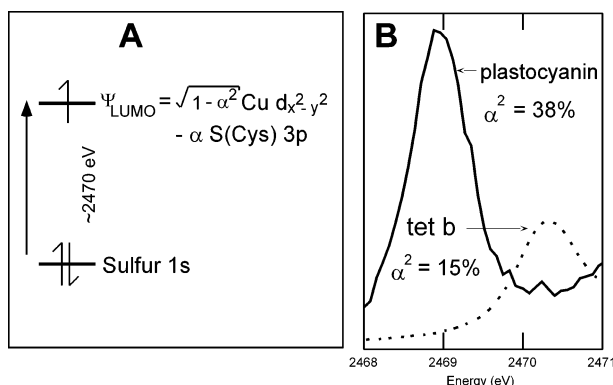 A
Ψ_LUMO = √(1 - α²) Cu d_x²-y²
- α S(Cys) 3p
~2470 eV
Sulfur 1s
B
plastocyanin
α² = 38%
tet b
α² = 15%
2468 2469 2470 2471
Energy (eV)